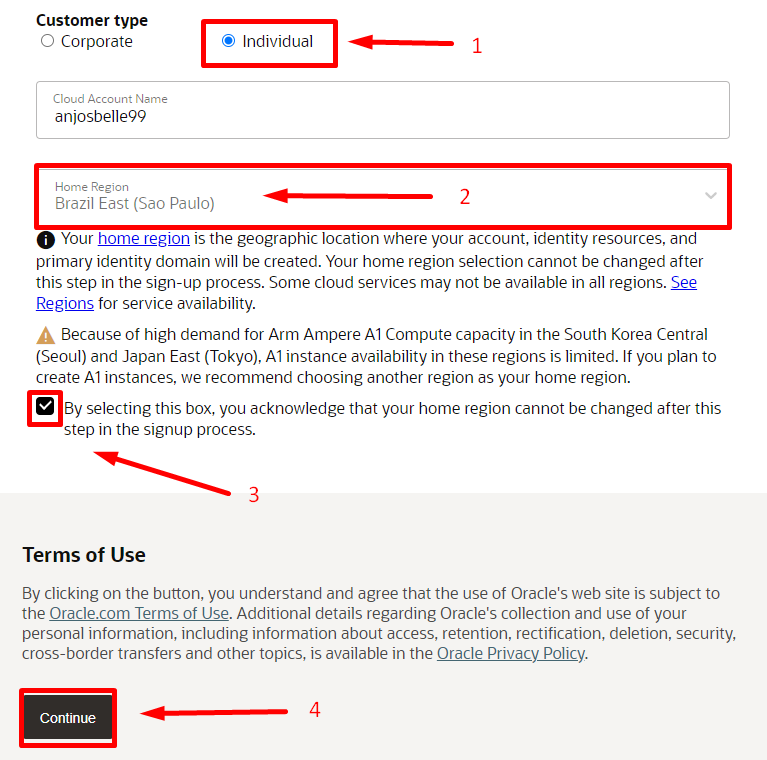 Customer type
Corporate Individual 1
Cloud Account Name
anjosbelle99
Home Region
Brazil East (Sao Paulo) 2
Your home region is the geographic location where your account, identity resources, and
primary identity domain will be created. Your home region selection cannot be changed after
this step in the sign-up process. Some cloud services may not be available in all regions. See
Regions for service availability.
Because of high demand for Arm Ampere A1 Compute capacity in the South Korea Central
(Seoul) and Japan East (Tokyo), A1 instance availability in these regions is limited. If you plan to
create A1 instances, we recommend choosing another region as your home region.
By selecting this box, you acknowledge that your home region cannot be changed after this
step in the signup process.
3
Terms of Use
By clicking on the button, you understand and agree that the use of Oracle's web site is subject to
the Oracle.com Terms of Use. Additional details regarding Oracle's collection and use of your
personal information, including information about access, retention, rectification, deletion, security,
cross-border transfers and other topics, is available in the Oracle Privacy Policy.
Continue 4